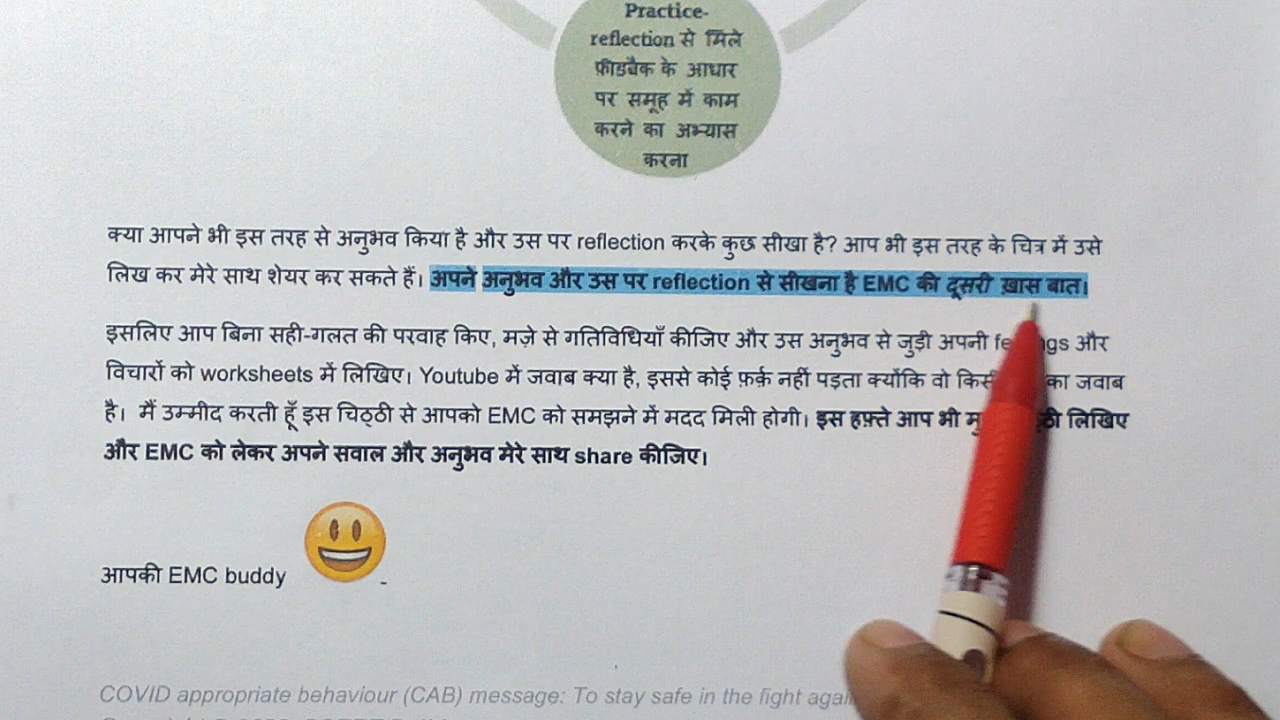 Practice-
reflection से मिले
फ़ीडबैक के आधार
पर समूह में काम
करने का अभ्यास
करना
क्या आपने भी इस तरह से अनुभव किया है और उस पर reflection करके कुछ सीखा है? आप भी इस तरह के चित्र में उसे
लिख कर मेरे साथ शेयर कर सकते हैं। अपने अनुभव और उस पर reflection से सीखना है EMC की दूसरी ख़ास बात।
इसलिए आप बिना सही-गलत की परवाह किए, मज़े से गतिविधियाँ कीजिए और उस अनुभव से जुड़ी अपनी और
विचारों को worksheets में लिखिए। Youtube में जवाब क्या है, इससे कोई फ़र्क़ नहीं पड़ता क्योंकि वो का जवाब
है। मैं उम्मीद करती हूँ इस चिठ्ठी से आपको EMC को समझने में मदद मिली होगी। इस हफ़्ते आप भी लिखिए
और EMC को लेकर अपने सवाल और अनुभव मेरे साथ share कीजिए।
आपकी EMC buddy
COVID appropriate behaviour (CAB) message: To stay safe in the fight